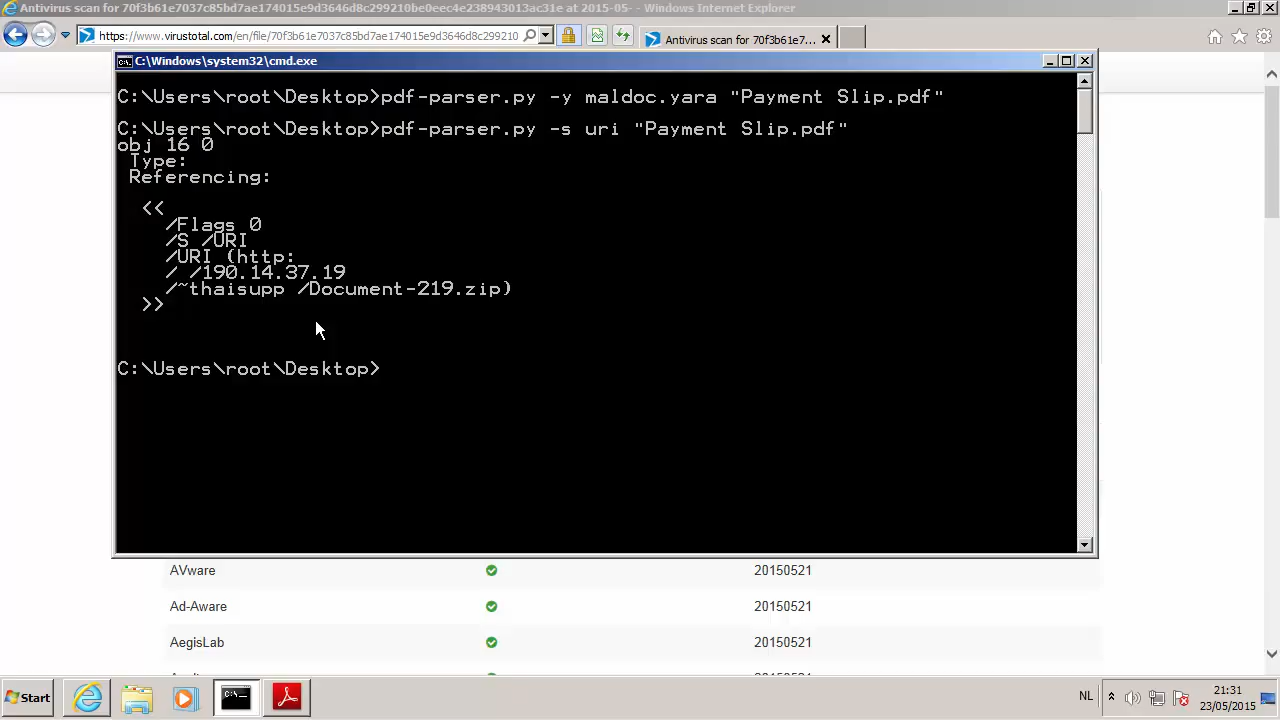 Antivirus scan for 70f3b61e7037c85bd7ae174015e9d3646d8c299210be0eec4e238943013ac31e at 2015-05- - Windows Internet Explorer
https://www.virustotal.com/en/file/70f3b61e7037c85bd7ae174015e9d3646d8c299210
Antivirus scan for 70f3b61e7...
C:\Windows\system32\cmd.exe
C:\Users\root\Desktop>pdf-parser.py -y maldoc.yara "Payment Slip.pdf"
C:\Users\root\Desktop>pdf-parser.py -s uri "Payment Slip.pdf"
obj 16 0
Type:
Referencing:
<<
/Flags 0
/S /URI
/URI (http:
/ /190.14.37.19
/~thaisupp /Document-219.zip)
>>
C:\Users\root\Desktop>
AVware 20150521
Ad-Aware 20150521
AegisLab 20150521
Start
NL
21:31
23/05/2015